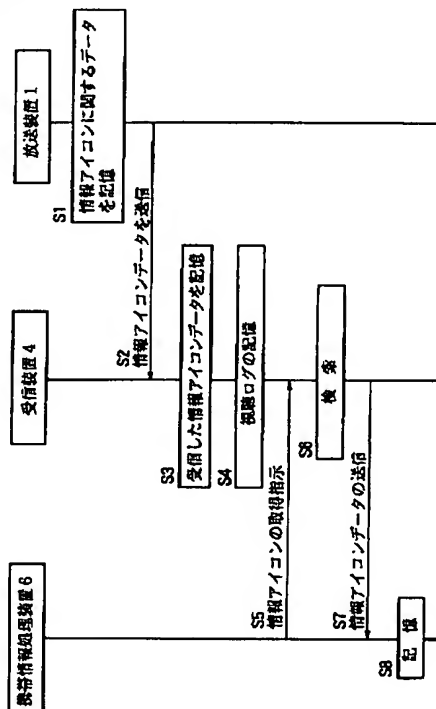 携帯情報処理装置6
受信装置4
放送装置1
S1
情報アイコンに関するデータ
を記憶
S2
情報アイコンデータを送信
S3
受信した情報アイコンデータを記憶
S4
視聴ログの記憶
S5
情報アイコンの取得指示
S6
検索
S7
情報アイコンデータの送信
S8
記憶